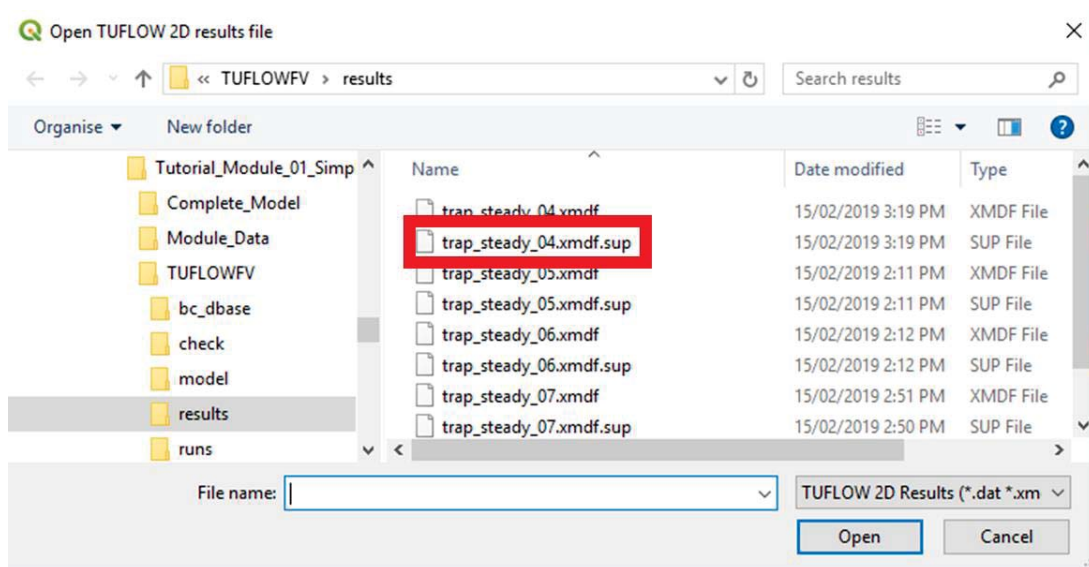 Open TUFLOW 2D results file
« TUFLOWFV > results
Search results
Organise New folder
Tutorial_Module_01_Simp
Complete_Model
Module_Data
TUFLOWFV
bc_dbase
check
model
results
runs
Name Date modified Type
trap_steady_04.xmdf 15/02/2019 3:19 PM XMDF File
trap_steady_04.xmdf.sup 15/02/2019 3:19 PM SUP File
trap_steady_05.xmdf 15/02/2019 2:11 PM XMDF File
trap_steady_05.xmdf.sup 15/02/2019 2:11 PM SUP File
trap_steady_06.xmdf 15/02/2019 2:12 PM XMDF File
trap_steady_06.xmdf.sup 15/02/2019 2:12 PM SUP File
trap_steady_07.xmdf 15/02/2019 2:51 PM XMDF File
trap_steady_07.xmdf.sup 15/02/2019 2:50 PM SUP File
File name:
TUFLOW 2D Results (*.dat *.xm
Open Cancel